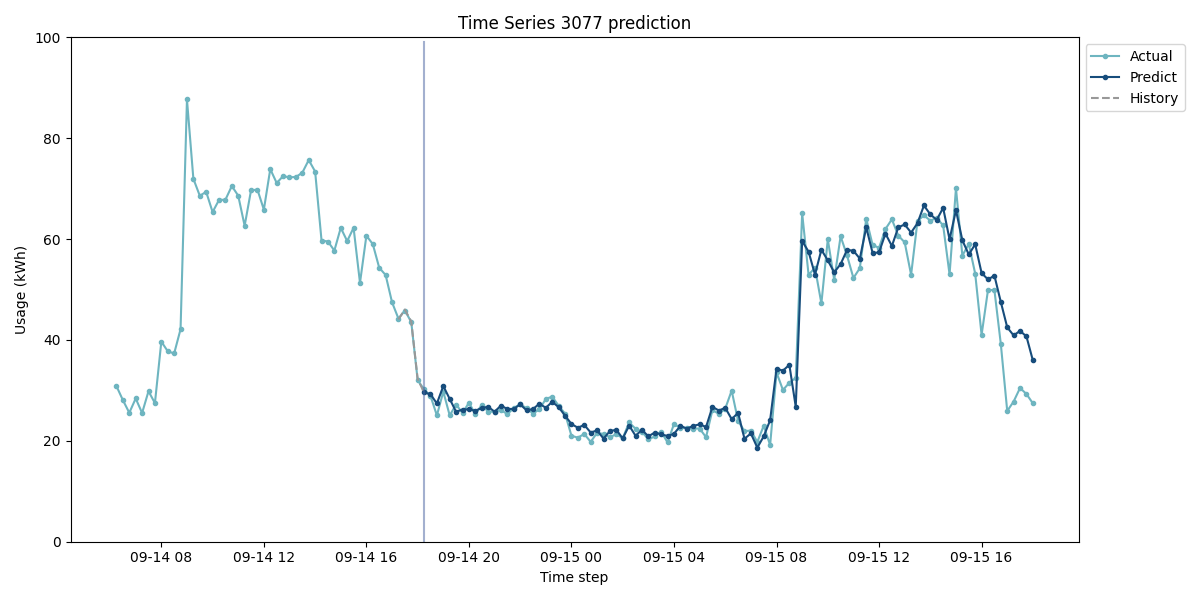 Time Series 3077 prediction
100
80
60
40
20
0
Usage (kWh)
09-14 08
09-14 12
09-14 16
09-14 20
09-15 00
09-15 04
09-15 08
09-15 12
09-15 16
Time step
Actual
Predict
History